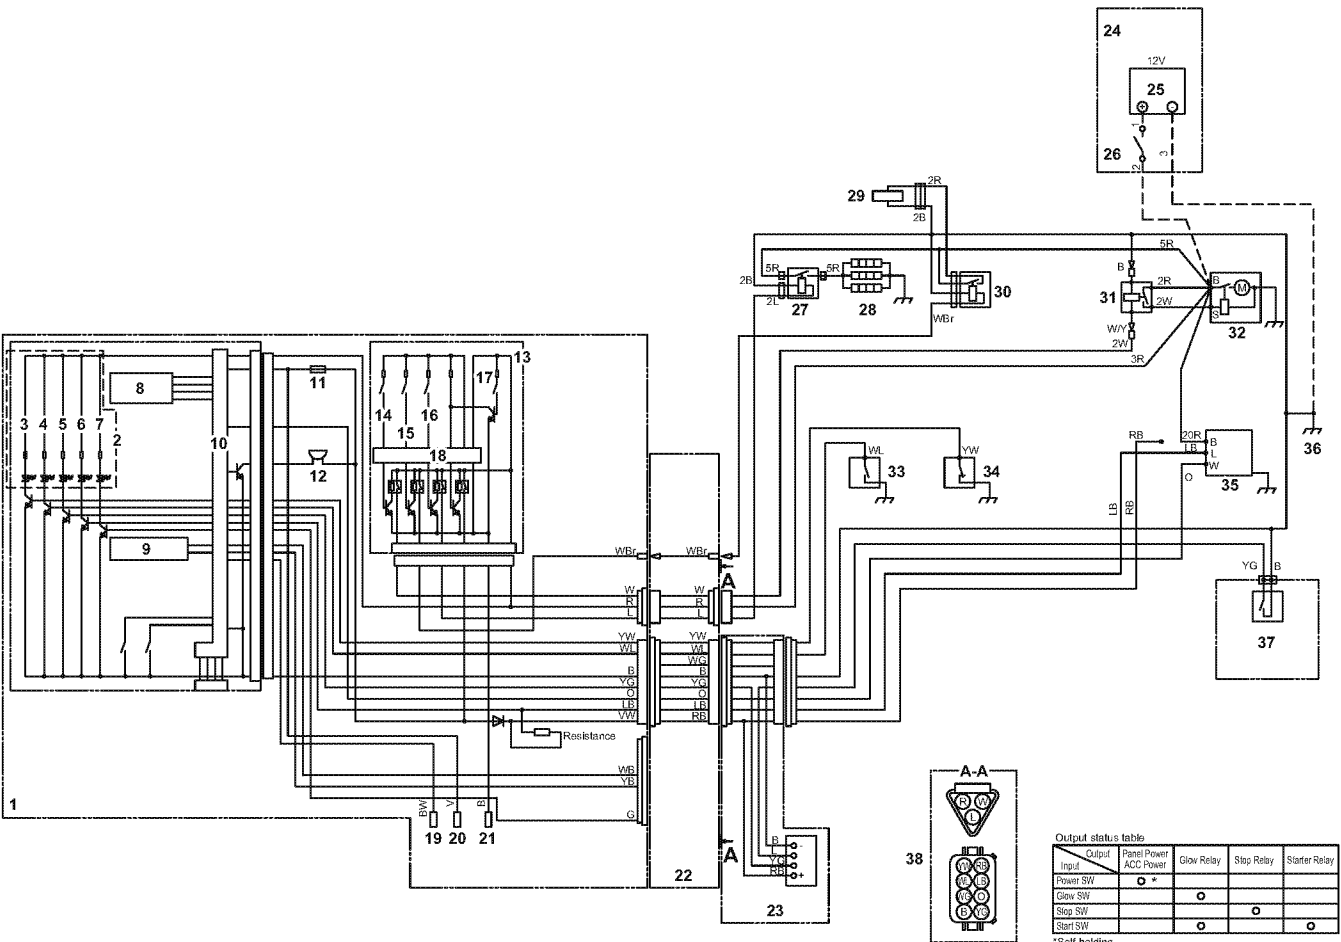 24
12V
25
+ -
1
26
2
3
29
2R
2B
5R
B
2B
5R
5R
2L
27
28
30
WBr
31
2R
2W
W/Y
2W
3R
B
M
S
32
13
3
4
5
6
7
2
8
10
11
12
14
15
16
17
18
9
WL
33
YW
34
RB
20R
LB
O
B
L
W
35
36
LB
RB
WBr
WBr
A
W
R
L
W
R
L
YW
WL
B
YG
O
LB
VW
YW
WL
WG
B
YG
O
LB
RB
Resistance
WB
YB
G
YG
B
37
1
BW
V
B
19
20
21
22
A
B
L
YG
RB
-
+
23
38
A-A
R
W
L
YW
RB
WL
LB
WG
O
B
YG
Output status table
Output
Input
Panel Power
ACC Power
Glow Relay
Stop Relay
Starter Relay
Power SW
*
Glow SW
Stop SW
Start SW
*Self holding